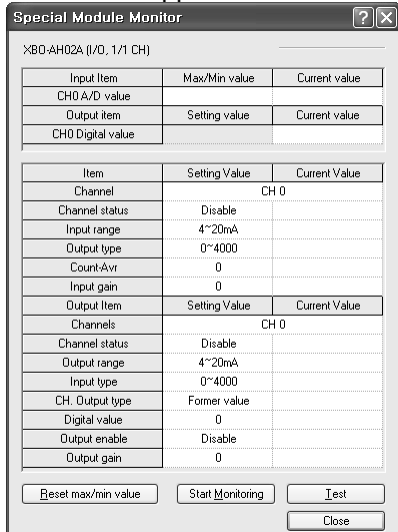 Special Module Monitor
XBO-AH02A (I/O, 1/1 CH)
Input Item Max/Min value Current value
CH0 A/D value
Output item Setting value Current value
CH0 Digital value
Item Setting Value Current Value
Channel CH 0
Channel status Disable
Input range 4~20mA
Output type 0~4000
Count-Avr 0
Input gain 0
Output Item Setting Value Current Value
Channels CH 0
Channel status Disable
Output range 4~20mA
Input type 0~4000
CH. Output type Former value
Digital value 0
Output enable Disable
Output gain 0
Reset max/min value Start Monitoring Test
Close